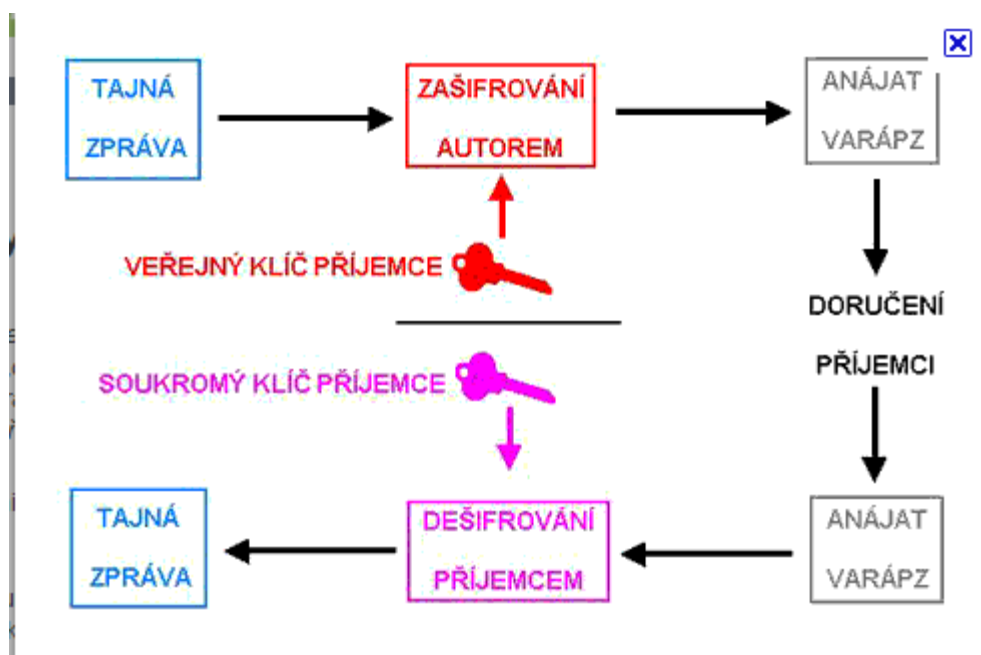 TAJNÁ
ZPRÁVA
ZAŠIFROVÁNÍ
AUTOREM
ANÁJAT
VARÁPZ
VEŘEJNÝ KLÍČ PŘÍJEMCE
DORUČENÍ
PŘÍJEMCI
SOUKROMÝ KLÍČ PŘÍJEMCE
TAJNÁ
ZPRÁVA
DEŠIFROVÁNÍ
PŘÍJEMCEM
ANÁJAT
VARÁPZ